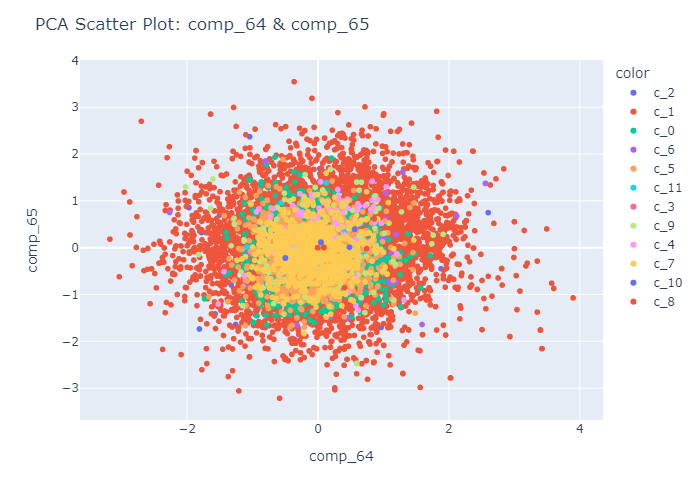 PCA Scatter Plot: comp_64 & comp_65
color
c_2
c_1
c_0
c_6
c_5
c_11
c_3
c_9
c_4
c_7
c_10
c_8
comp_65
4
3
2
1
0
−1
−2
−3
−2
0
2
4
comp_64